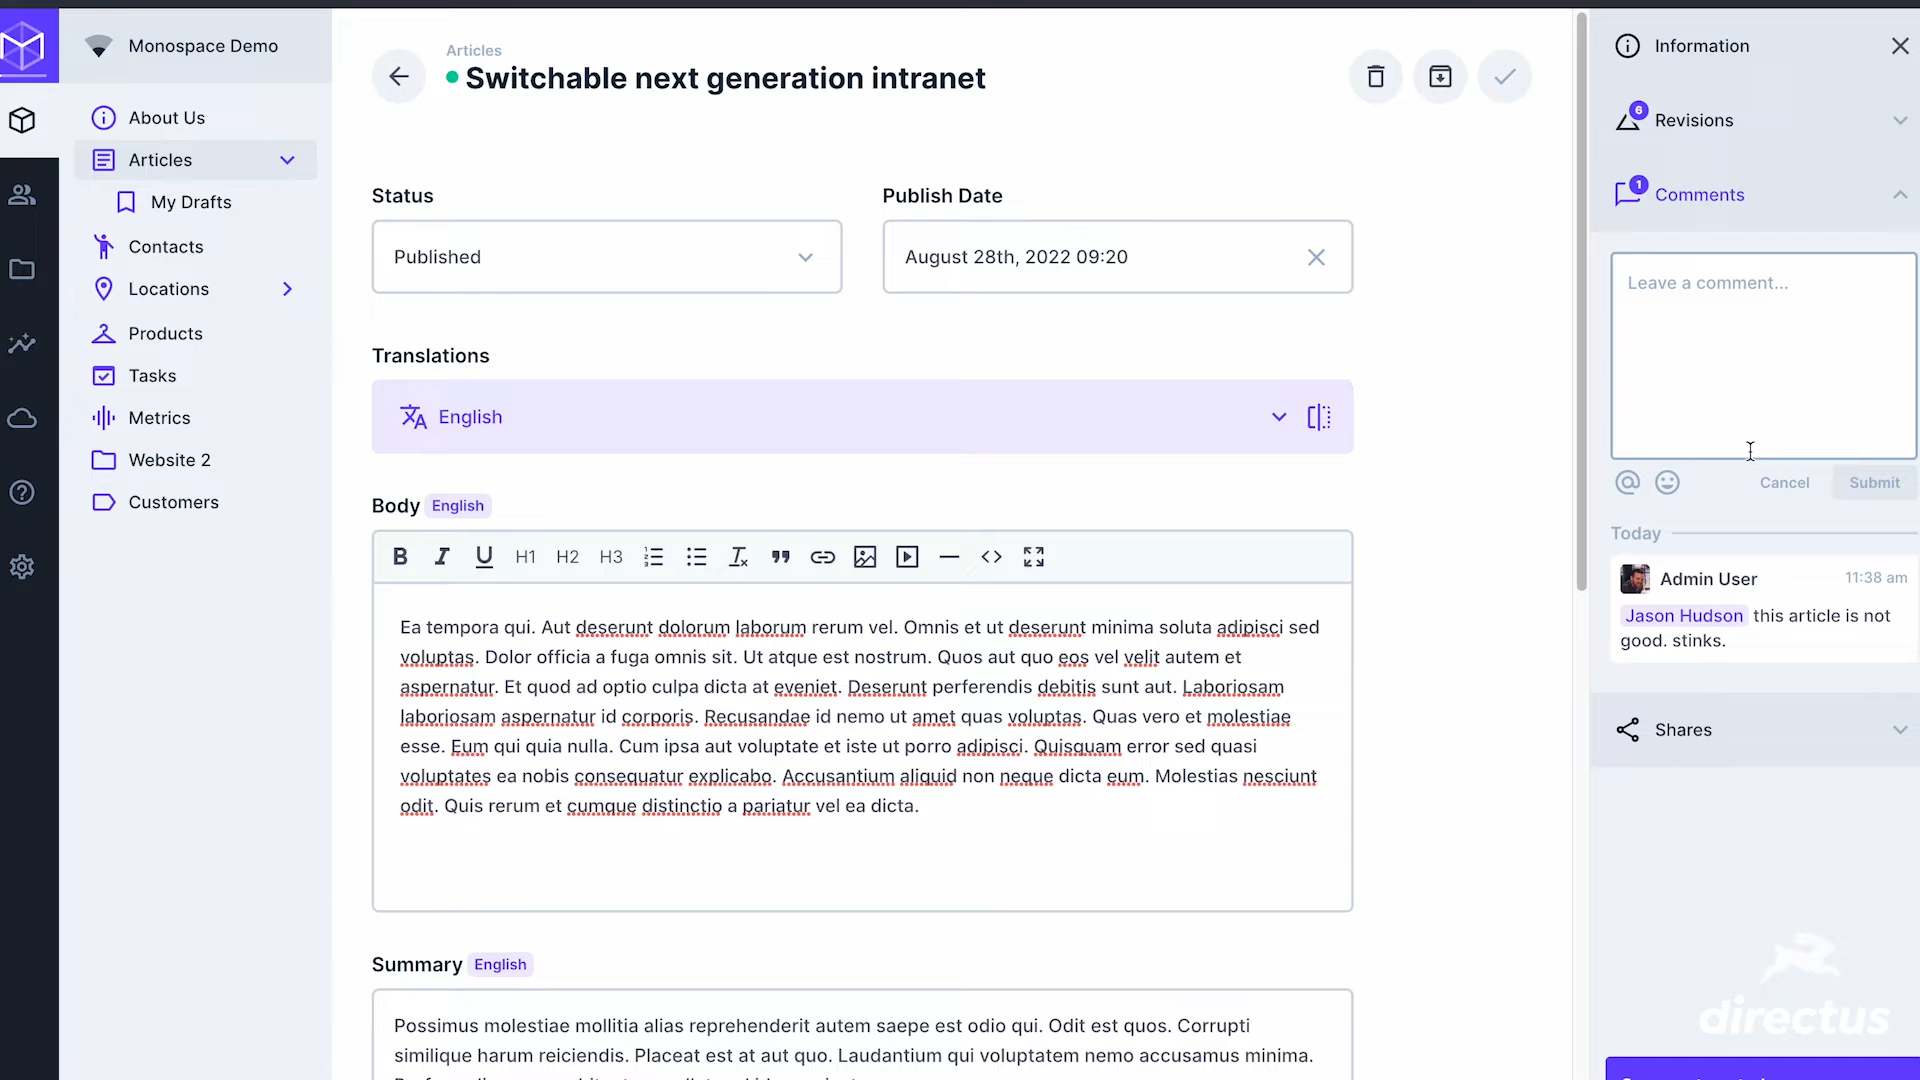 Monospace Demo
About Us
Articles
My Drafts
Contacts
Locations
Products
Tasks
Metrics
Website 2
Customers
Articles
Switchable next generation intranet
Status
Published
Publish Date
August 28th, 2022 09:20
Translations
English
Body English
H1 H2 H3
Ea tempora qui. Aut deserunt dolorum laborum rerum vel. Omnis et ut deserunt minima soluta adipisci sed
voluptas. Dolor officia a fuga omnis sit. Ut atque est nostrum. Quos aut quo eos vel velit autem et
aspernatur. Et quod ad optio culpa dicta at eveniet. Deserunt perferendis debitis sunt aut. Laboriosam
laboriosam aspernatur id corporis. Recusandae id nemo ut amet quas voluptas. Quas vero et molestiae
esse. Eum qui quia nulla. Cum ipsa aut voluptate et iste ut porro adipisci. Quisquam error sed quasi
voluptates ea nobis consequatur explicabo. Accusantium aliquid non neque dicta eum. Molestias nesciunt
odit. Quis rerum et cumque distinctio a pariatur vel ea dicta.
Summary English
Possimus molestiae mollitia alias reprehenderit autem saepe est odio qui. Odit est quos. Corrupti
similique harum reiciendis. Placeat est at aut quo. Laudantium qui voluptatem nemo accusamus minima.
Information
6
Revisions
1
Comments
Leave a comment...
Cancel
Submit
Today
Admin User 11:38 am
Jason Hudson this article is not
good. stinks.
Shares
directus